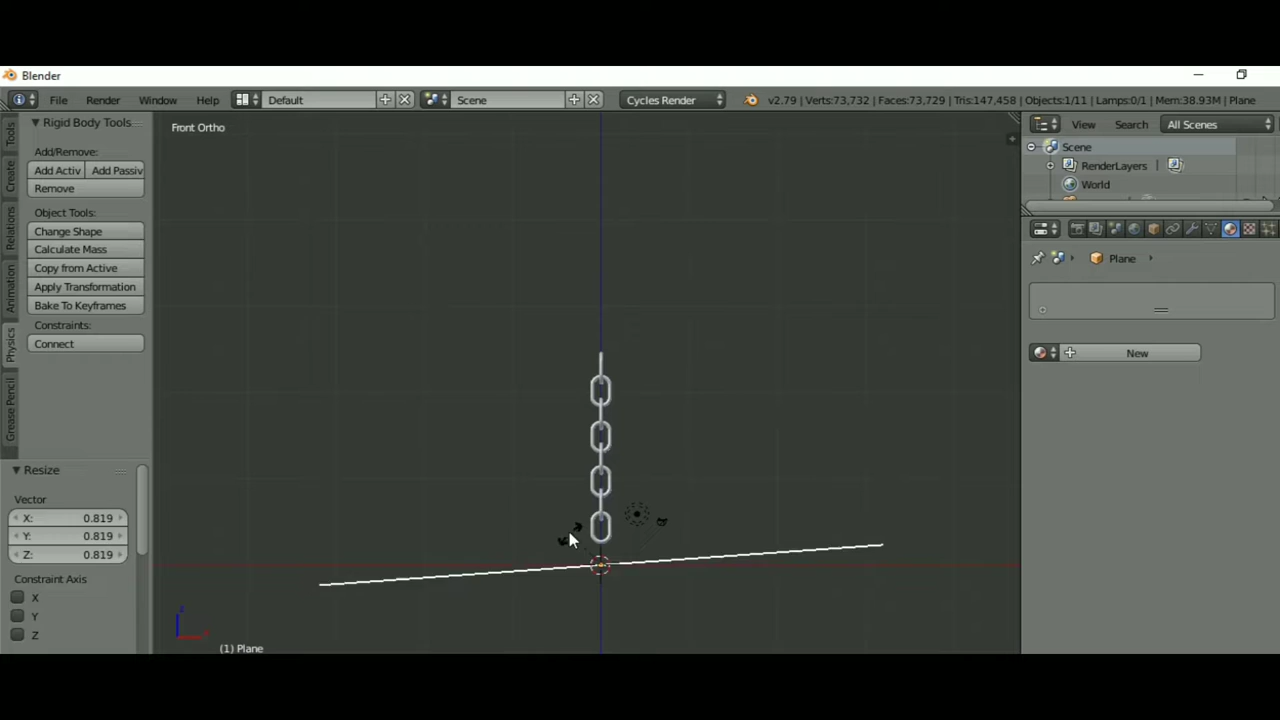 Blender
File Render Window Help Default Scene Cycles Render v2.79 | Verts:73,732 | Faces:73,729 | Tris:147,458 | Objects:1/11 | Lamps:0/1 | Mem:38.93M | Plane
Rigid Body Tools
Add/Remove:
Add Activ Add Passiv
Remove
Object Tools:
Change Shape
Calculate Mass
Copy from Active
Apply Transformation
Bake To Keyframes
Constraints:
Connect
Tools
Create
Relations
Animation
Physics
Grease Pencil
Resize
Vector
X: 0.819
Y: 0.819
Z: 0.819
Constraint Axis
X
Y
Z
Front Ortho
(1) Plane
View Search All Scenes
Scene
RenderLayers
World
Plane
New